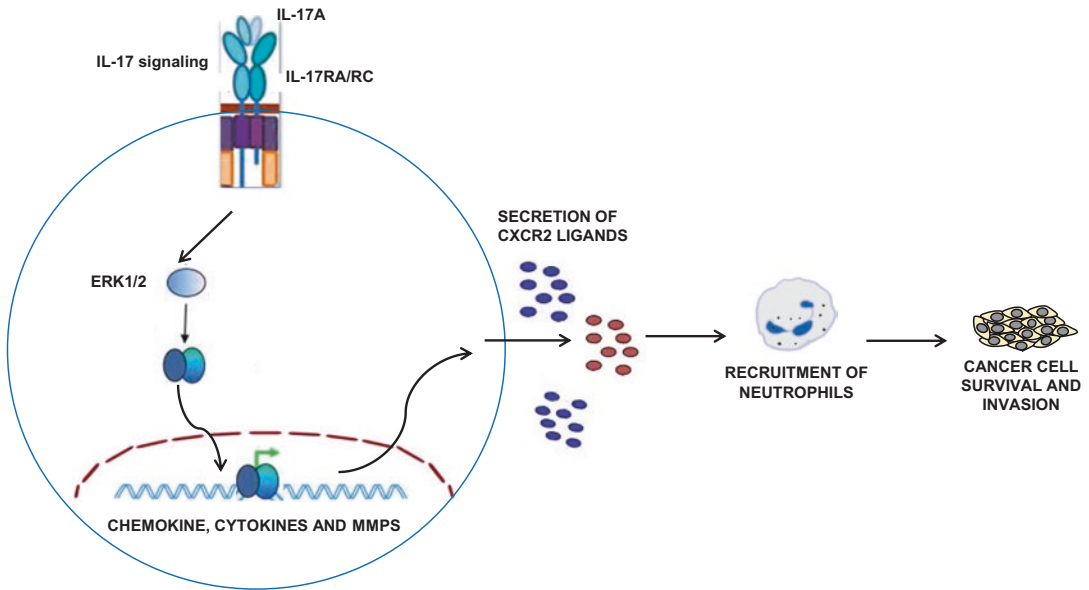 IL-17A
IL-17 signaling
IL-17RA/RC
ERK1/2
CHEMOKINE, CYTOKINES AND MMPS
SECRETION OF
CXCR2 LIGANDS
RECRUITMENT OF
NEUTROPHILS
CANCER CELL
SURVIVAL AND
INVASION